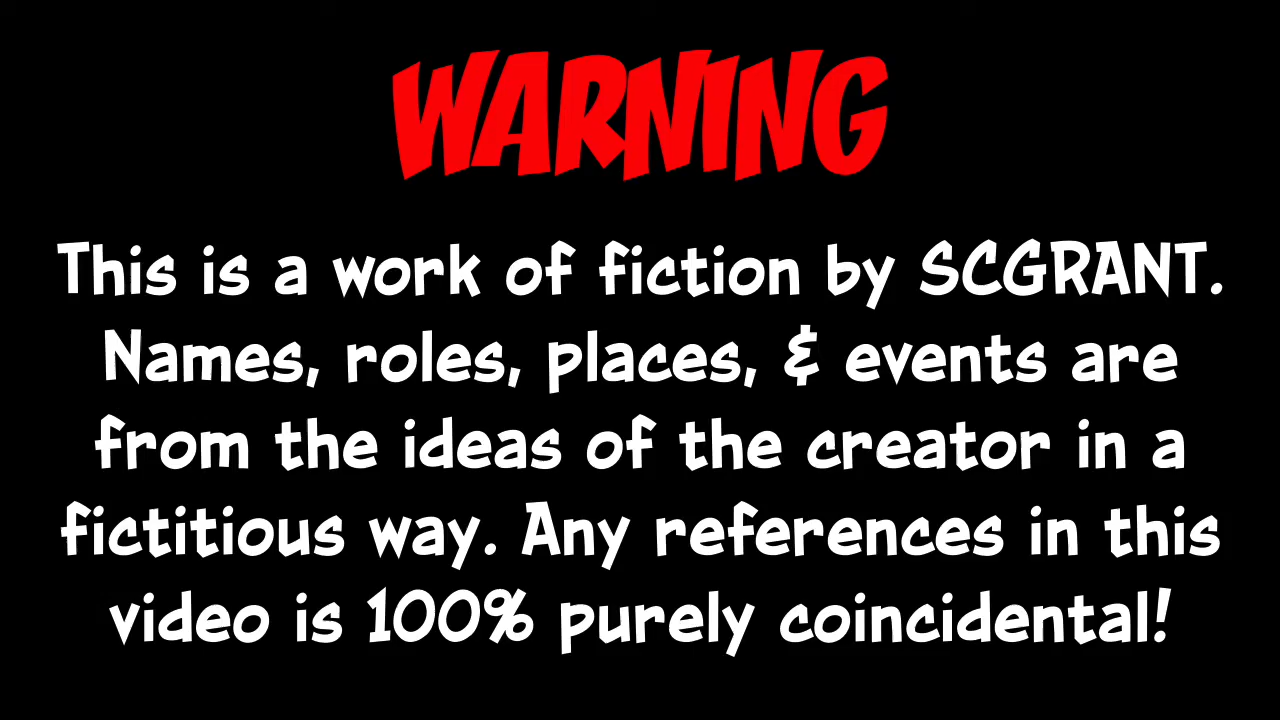 WARNING
This is a work of fiction by SCGRANT.
Names, roles, places, & events are
from the ideas of the creator in a
fictitious way. Any references in this
video is 100% purely coincidental!